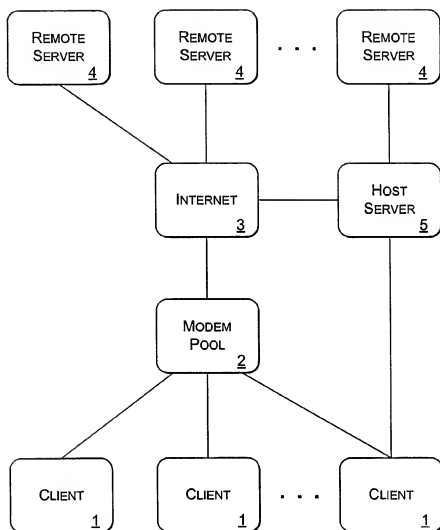 REMOTE SERVER 4
REMOTE SERVER 4
. . .
REMOTE SERVER 4
INTERNET 3
HOST SERVER 5
MODEM POOL 2
CLIENT 1
CLIENT 1
. . .
CLIENT 1